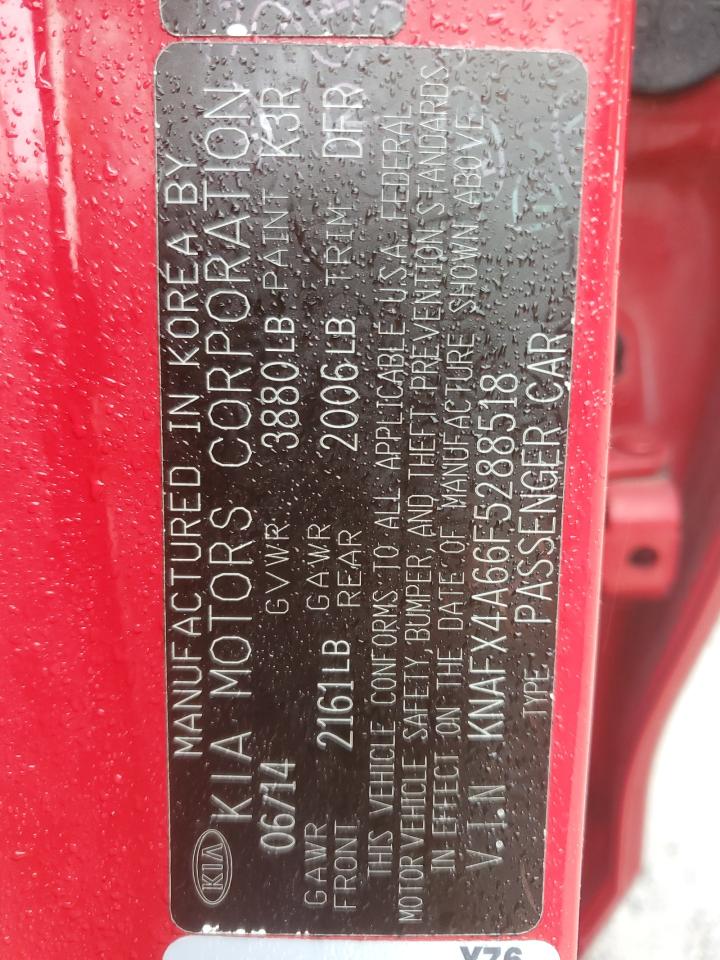 MANUFACTURED IN KOREA BY
KIA KIA MOTORS CORPORATION
06/14 GVWR 3880LB PAINT K3R
GAWR FRONT 2161LB GAWR REAR 2006LB TRIM DFR
THIS VEHICLE CONFORMS TO ALL APPLICABLE U.S.A. FEDERAL
MOTOR VEHICLE SAFETY, BUMPER, AND THEFT PREVENTION STANDARDS
IN EFFECT ON THE DATE OF MANUFACTURE SHOWN ABOVE.
V.I.N KNAFX4A66F5288518
TYPE PASSENGER CAR